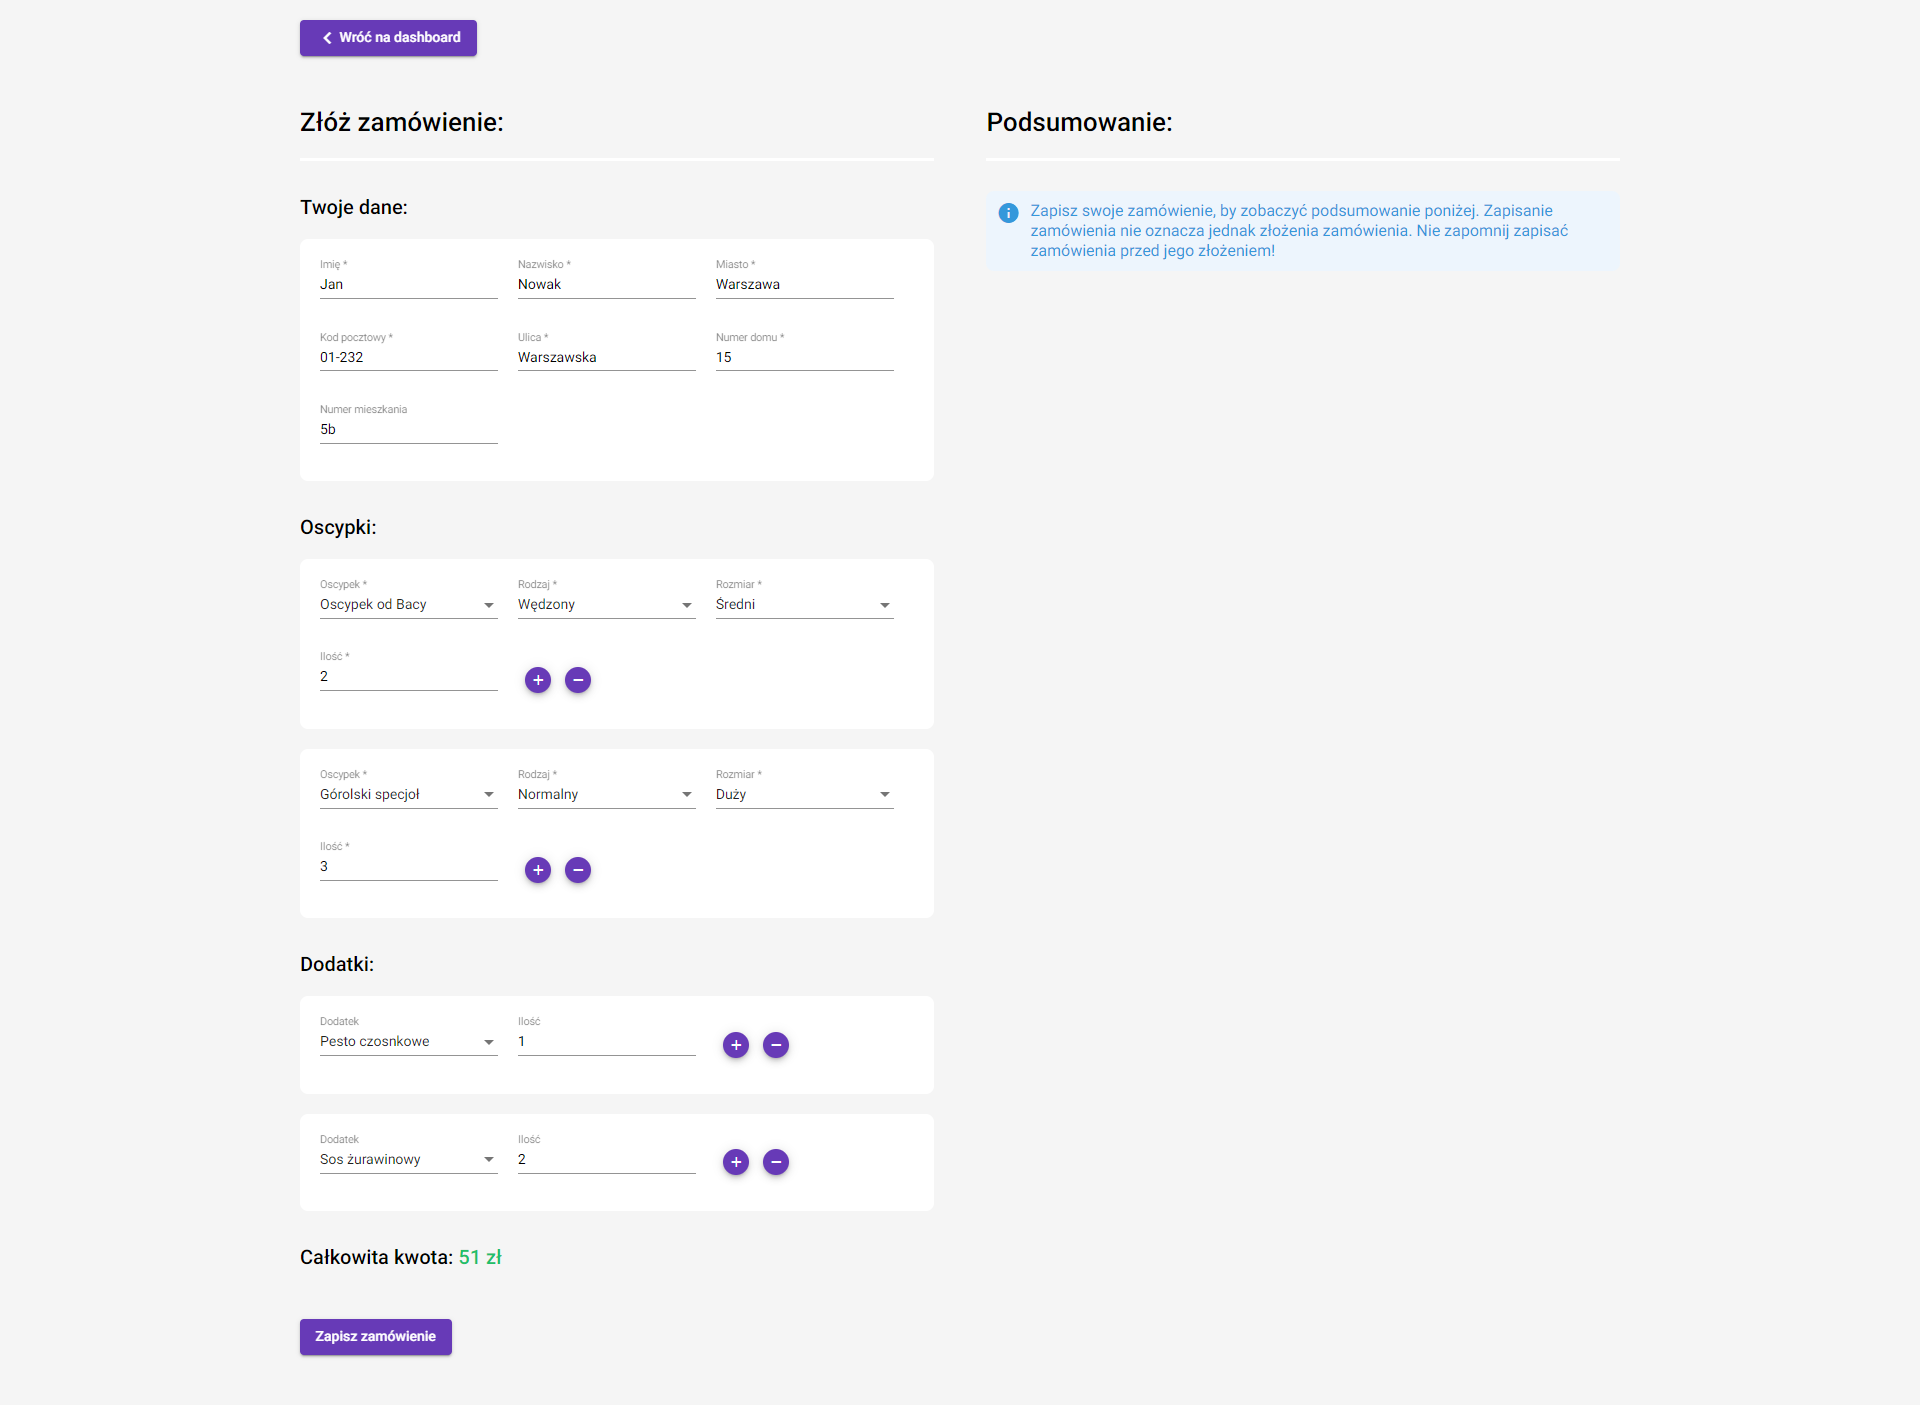 Wróć na dashboard
Złóż zamówienie:
Twoje dane:
Imię * Nazwisko * Miasto *
Jan Nowak Warszawa
Kod pocztowy * Ulica * Numer domu *
01-232 Warszawska 15
Numer mieszkania
5b
Oscypki:
Oscypek * Rodzaj * Rozmiar *
Oscypek od Bacy Wędzony Średni
Ilość *
2
Oscypek * Rodzaj * Rozmiar *
Górolski specjoł Normalny Duży
Ilość *
3
Dodatki:
Dodatek Ilość
Pesto czosnkowe 1
Dodatek Ilość
Sos żurawinowy 2
Całkowita kwota: 51 zł
Zapisz zamówienie
Podsumowanie:
Zapisz swoje zamówienie, by zobaczyć podsumowanie poniżej. Zapisanie
zamówienia nie oznacza jednak złożenia zamówienia. Nie zapomnij zapisać
zamówienia przed jego złożeniem!